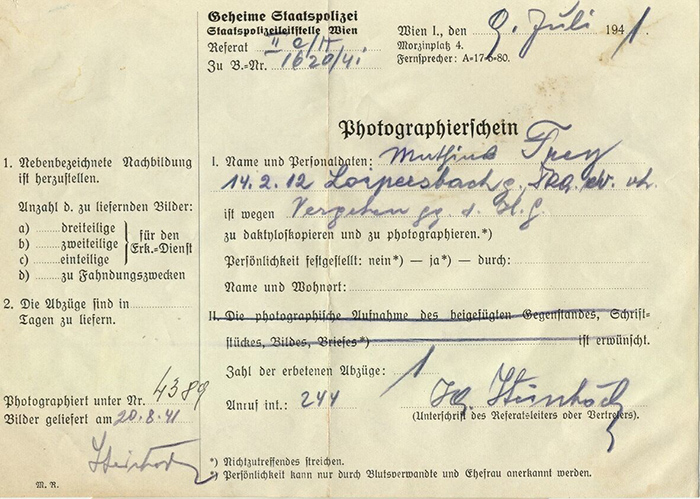 Geheime Staatspolizei
Staatspolizeileitstelle Wien
Referat II
Zu B.-Nr. 1620/41
Wien I., den 9. Juli 1941.
Morzinplatz 4.
Fernsprecher: A=17-5-80.
Photographierschein
1. Nebenbezeichnete Nachbildung
ist herzustellen.
Anzahl d. zu liefernden Bilder:
a) dreiteilige
b) zweiteilige
c) einteilige
für den
Erk.=Dienst
d) zu Fahndungszwecken
2. Die Abzüge sind in
Tagen zu liefern.
Photographiert unter Nr. 4389
Bilder geliefert am 20.8.41
M. R.
I. Name und Personaldaten: Frey
14.2.12 Loipersbach
ist wegen Vergehen gg. d. H. G.
zu daktyloskopieren und zu photographieren.*)
Persönlichkeit festgestellt: nein*) — ja*) — durch:
Name und Wohnort:
II. Die photographische Aufnahme des beigefügten Gegenstandes, Schrift=
stückes, Bildes, Briefes*) ist erwünscht.
Zahl der erbetenen Abzüge: 1
Anruf int.: 244
(Unterschrift des Referatsleiters oder Vertreters).
*) Nichtzutreffendes streichen.
*) Persönlichkeit kann nur durch Blutsverwandte und Ehefrau anerkannt werden.